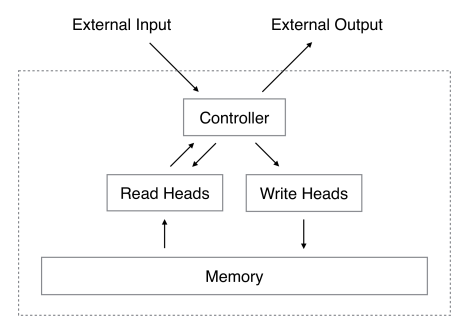 External Input
External Output
Controller
Read Heads
Write Heads
Memory